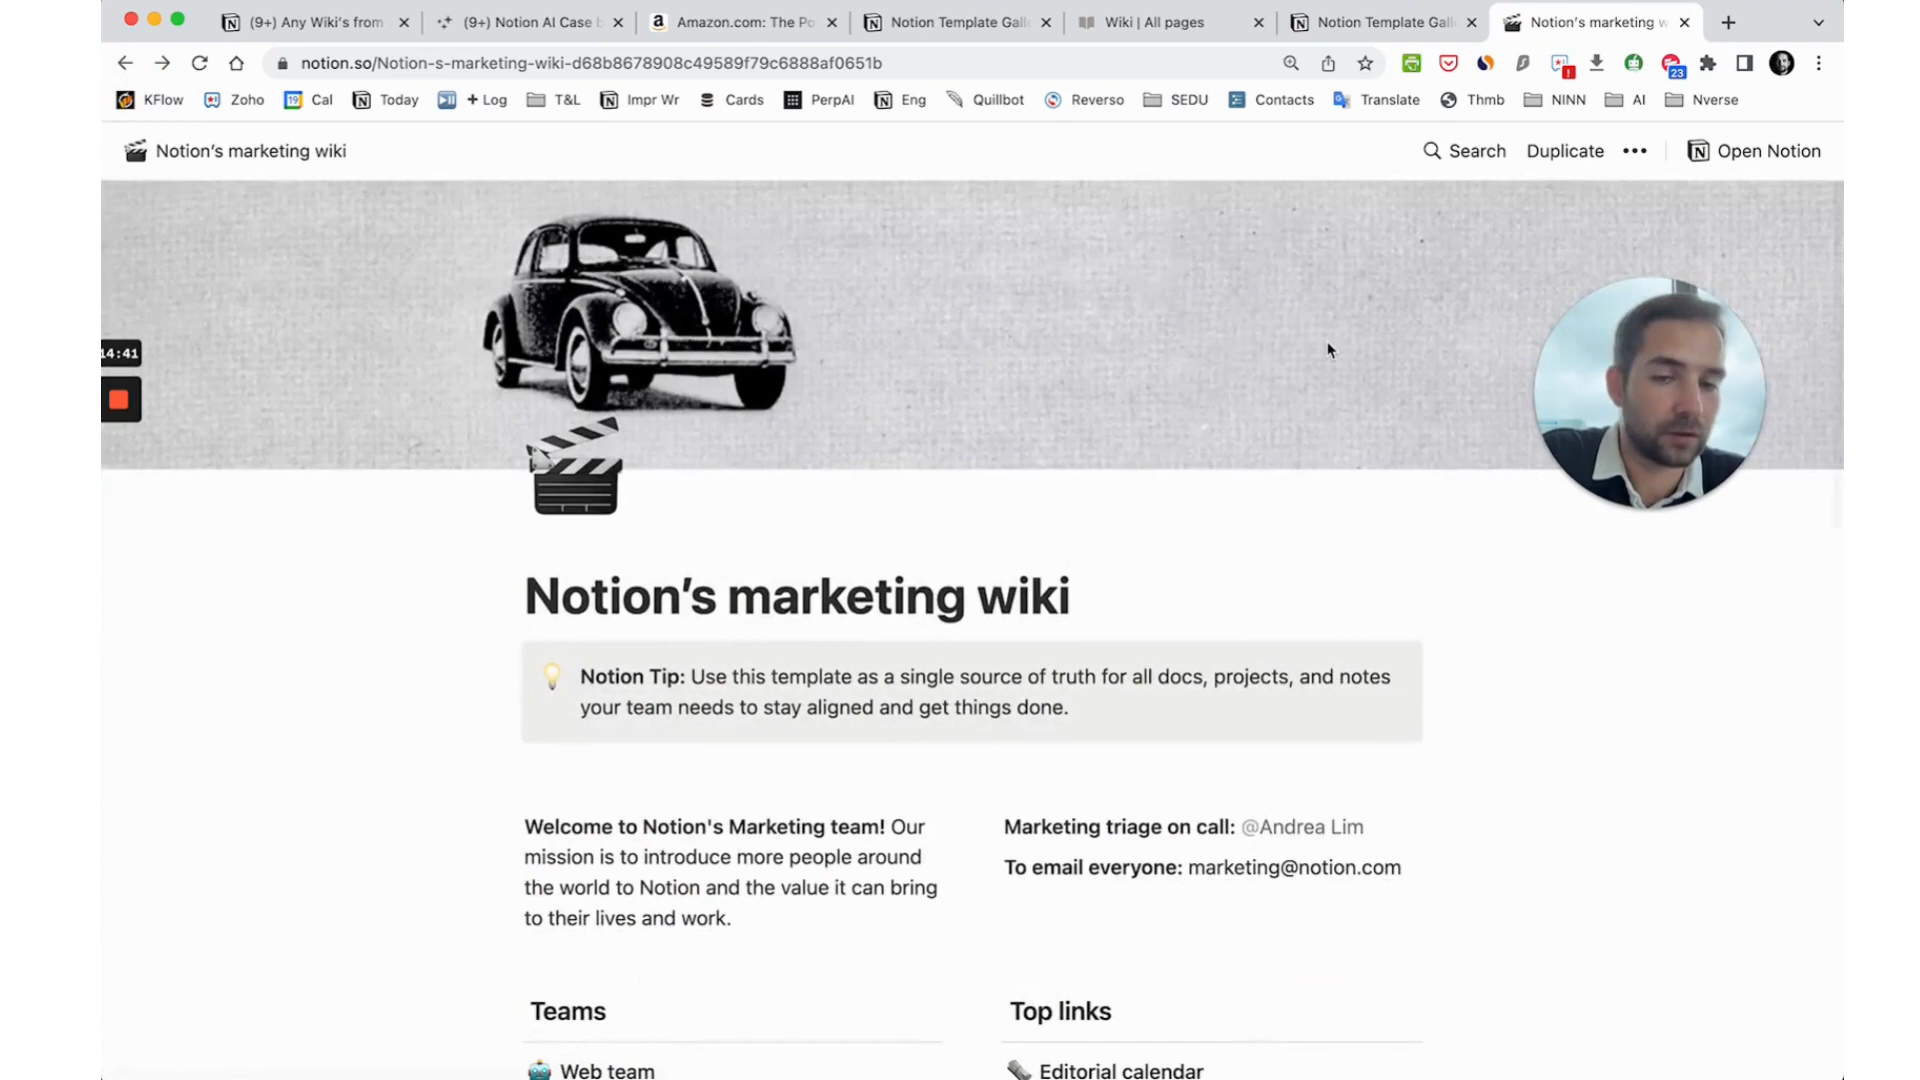 (9+) Any Wiki's from
(9+) Notion AI Case
Amazon.com: The Po
Notion Template Gall
Wiki | All pages
Notion Template Gall
Notion's marketing w
notion.so/Notion-s-marketing-wiki-d68b8678908c49589f79c6888af0651b
23
KFlow
Zoho
19
Cal
Today
+ Log
T&L
Impr Wr
Cards
PerpAI
Eng
Quillbot
Reverso
SEDU
Contacts
Translate
Thmb
NINN
AI
Nverse
Notion's marketing wiki
Search
Duplicate
Open Notion
14:41
Notion's marketing wiki
Notion Tip: Use this template as a single source of truth for all docs, projects, and notes
your team needs to stay aligned and get things done.
Welcome to Notion's Marketing team! Our
mission is to introduce more people around
the world to Notion and the value it can bring
to their lives and work.
Marketing triage on call: @Andrea Lim
To email everyone: marketing@notion.com
Teams
Web team
Top links
Editorial calendar